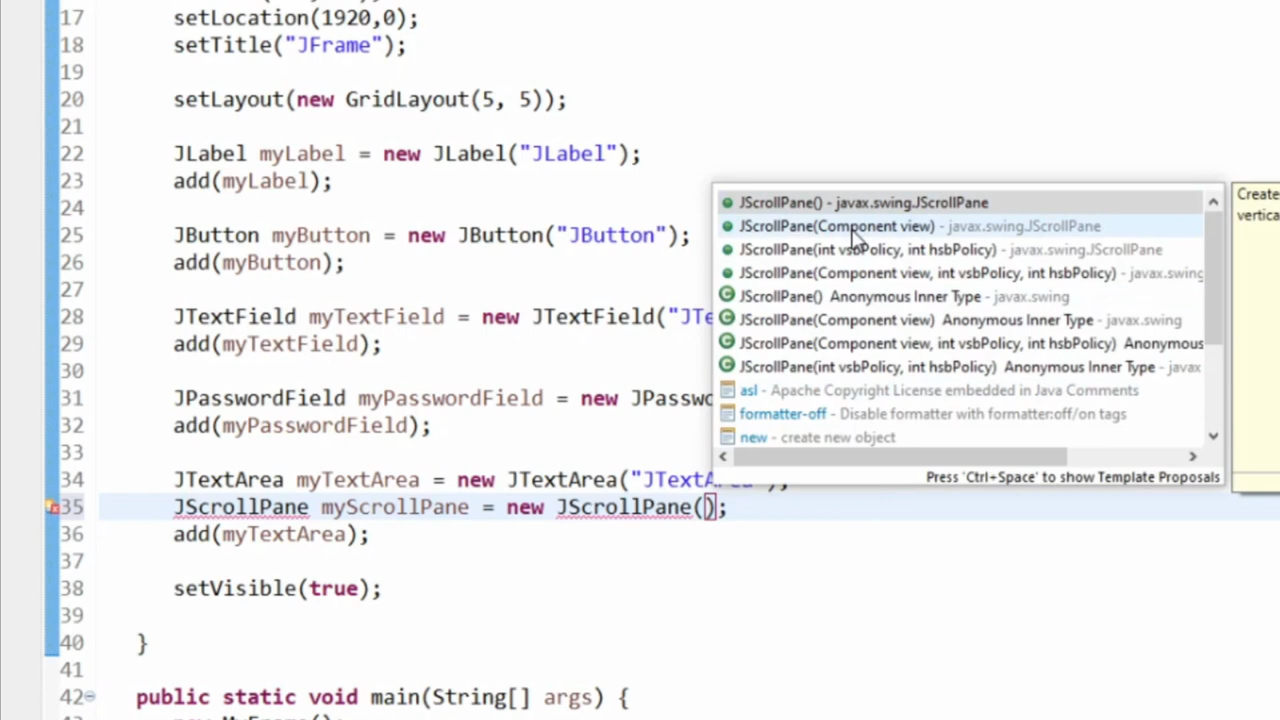 17 setLocation(1920,0);
18 setTitle("JFrame");
19
20 setLayout(new GridLayout(5, 5));
21
22 JLabel myLabel = new JLabel("JLabel");
23 add(myLabel);
24
25 JButton myButton = new JButton("JButton");
26 add(myButton);
27
28 JTextField myTextField = new JTextField("JTe
29 add(myTextField);
30
31 JPasswordField myPasswordField = new JPasswo
32 add(myPasswordField);
33
34 JTextArea myTextArea = new JTextArea("JTextArea");
35 JScrollPane myScrollPane = new JScrollPane();
36 add(myTextArea);
37
38 setVisible(true);
39
40 }
41
42 public static void main(String[] args) {
JScrollPane() - javax.swing.JScrollPane
JScrollPane(Component view) - javax.swing.JScrollPane
JScrollPane(int vsbPolicy, int hsbPolicy) - javax.swing.JScrollPane
JScrollPane(Component view, int vsbPolicy, int hsbPolicy) - javax.swing
JScrollPane() Anonymous Inner Type - javax.swing
JScrollPane(Component view) Anonymous Inner Type - javax.swing
JScrollPane(Component view, int vsbPolicy, int hsbPolicy) Anonymous
JScrollPane(int vsbPolicy, int hsbPolicy) Anonymous Inner Type - javax
asl - Apache Copyright License embedded in Java Comments
formatter-off - Disable formatter with formatter:off/on tags
new - create new object
Press 'Ctrl+Space' to show Template Proposals
Create
vertica